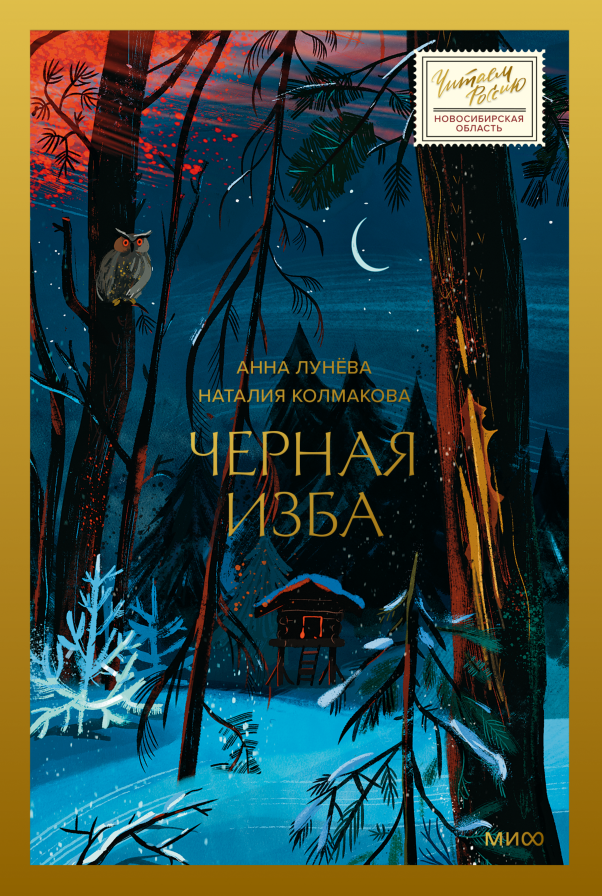 Читаем
Россию
НОВОСИБИРСКАЯ
ОБЛАСТЬ
АННА ЛУНЁВА
НАТАЛИЯ КОЛМАКОВА
ЧЕРНАЯ
ИЗБА
МИФ